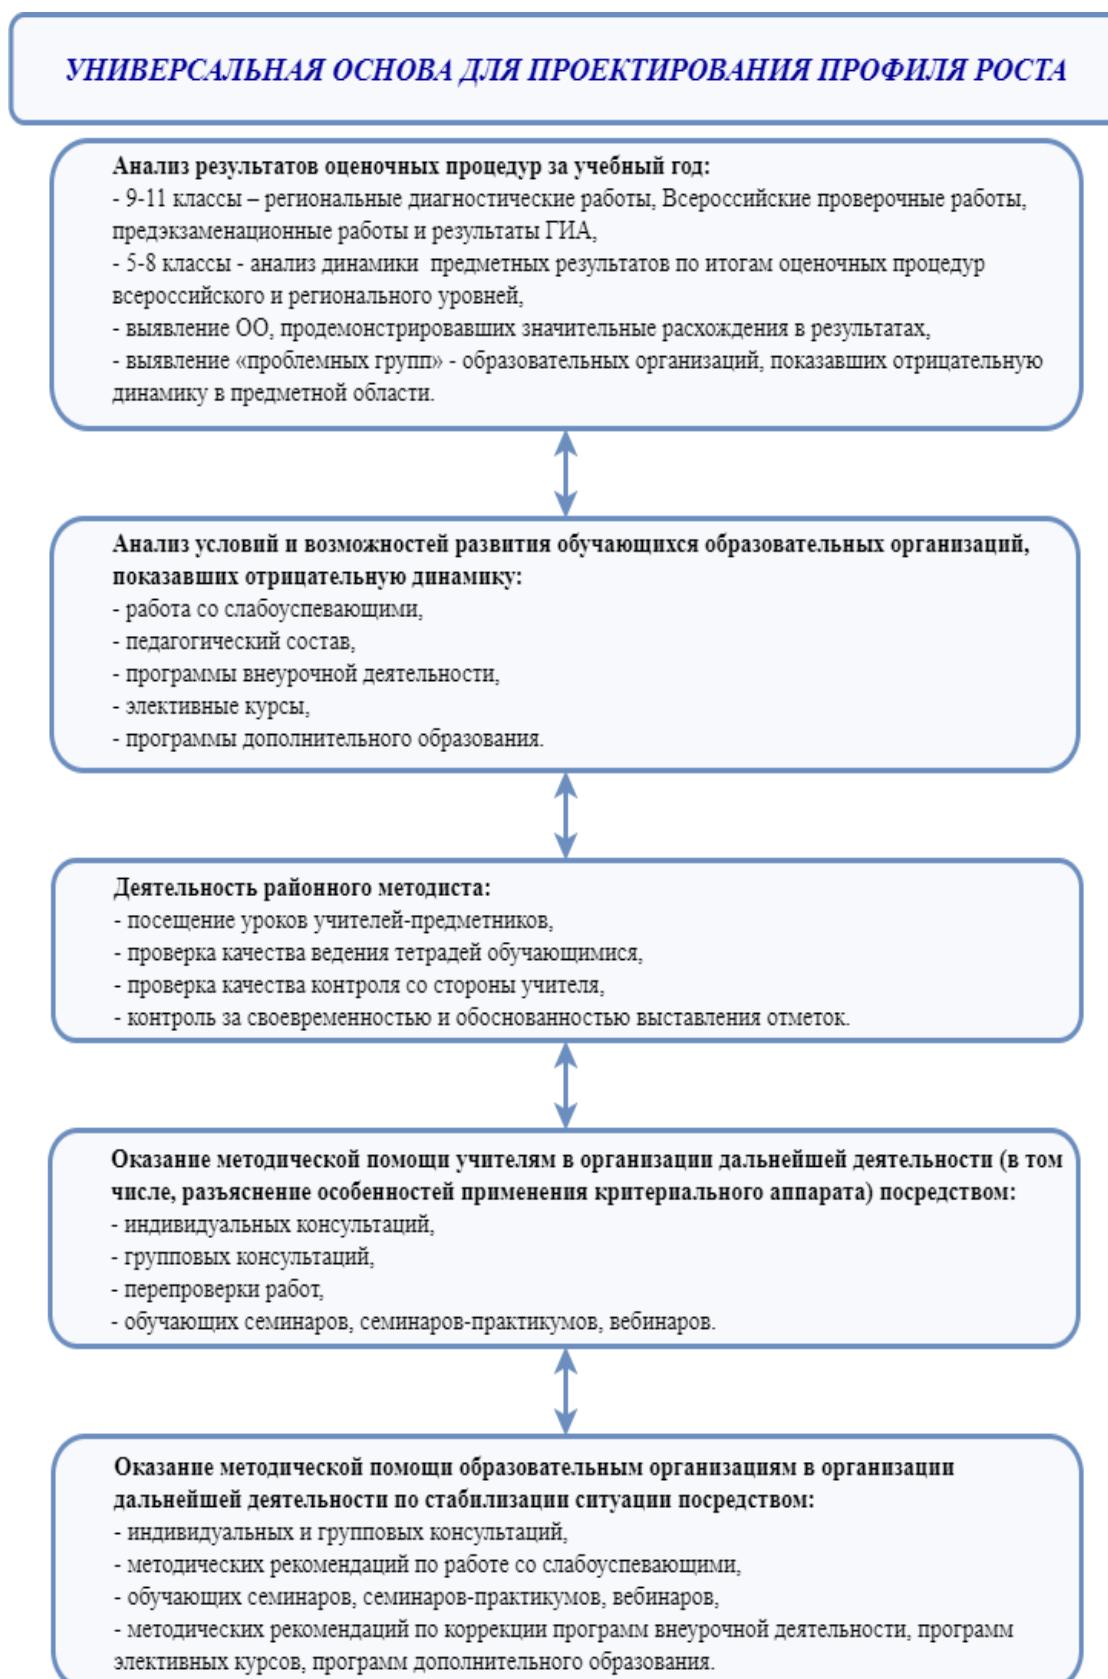 УНИВЕРСАЛЬНАЯ ОСНОВА ДЛЯ ПРОЕКТИРОВАНИЯ ПРОФИЛЯ РОСТА
Анализ результатов оценочных процедур за учебный год:
- 9-11 классы – региональные диагностические работы, Всероссийские проверочные работы,
предэкзаменационные работы и результаты ГИА,
- 5-8 классы - анализ динамики предметных результатов по итогам оценочных процедур
всероссийского и регионального уровней,
- выявление ОО, продемонстрировавших значительные расхождения в результатах,
- выявление «проблемных групп» - образовательных организаций, показавших отрицательную
динамику в предметной области.
Анализ условий и возможностей развития обучающихся образовательных организаций,
показавших отрицательную динамику:
- работа со слабоуспевающими,
- педагогический состав,
- программы внеурочной деятельности,
- элективные курсы,
- программы дополнительного образования.
Деятельность районного методиста:
- посещение уроков учителей-предметников,
- проверка качества ведения тетрадей обучающимися,
- проверка качества контроля со стороны учителя,
- контроль за своевременностью и обоснованностью выставления отметок.
Оказание методической помощи учителям в организации дальнейшей деятельности (в том
числе, разъяснение особенностей применения критериального аппарата) посредством:
- индивидуальных консультаций,
- групповых консультаций,
- перепроверки работ,
- обучающих семинаров, семинаров-практикумов, вебинаров.
Оказание методической помощи образовательным организациям в организации
дальнейшей деятельности по стабилизации ситуации посредством:
- индивидуальных и групповых консультаций,
- методических рекомендаций по работе со слабоуспевающими,
- обучающих семинаров, семинаров-практикумов, вебинаров,
- методических рекомендаций по коррекции программ внеурочной деятельности, программ
элективных курсов, программ дополнительного образования.